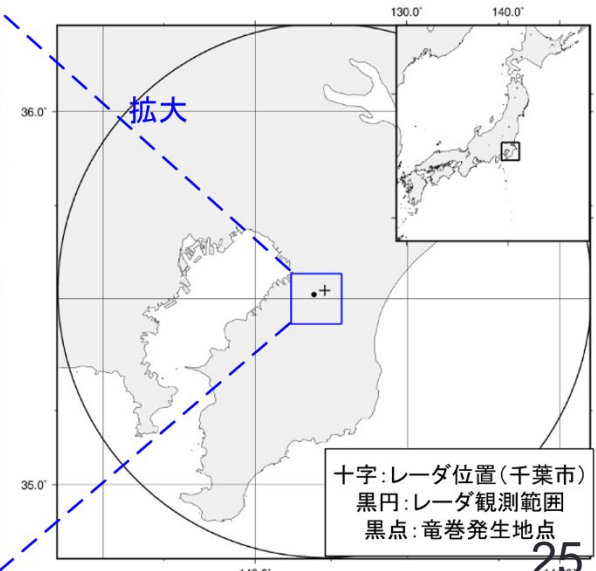 130.0°
140.0°
36.0°
拡大
35.0°
十字:レーダ位置(千葉市)
黒円:レーダ観測範囲
黒点:竜巻発生地点
25